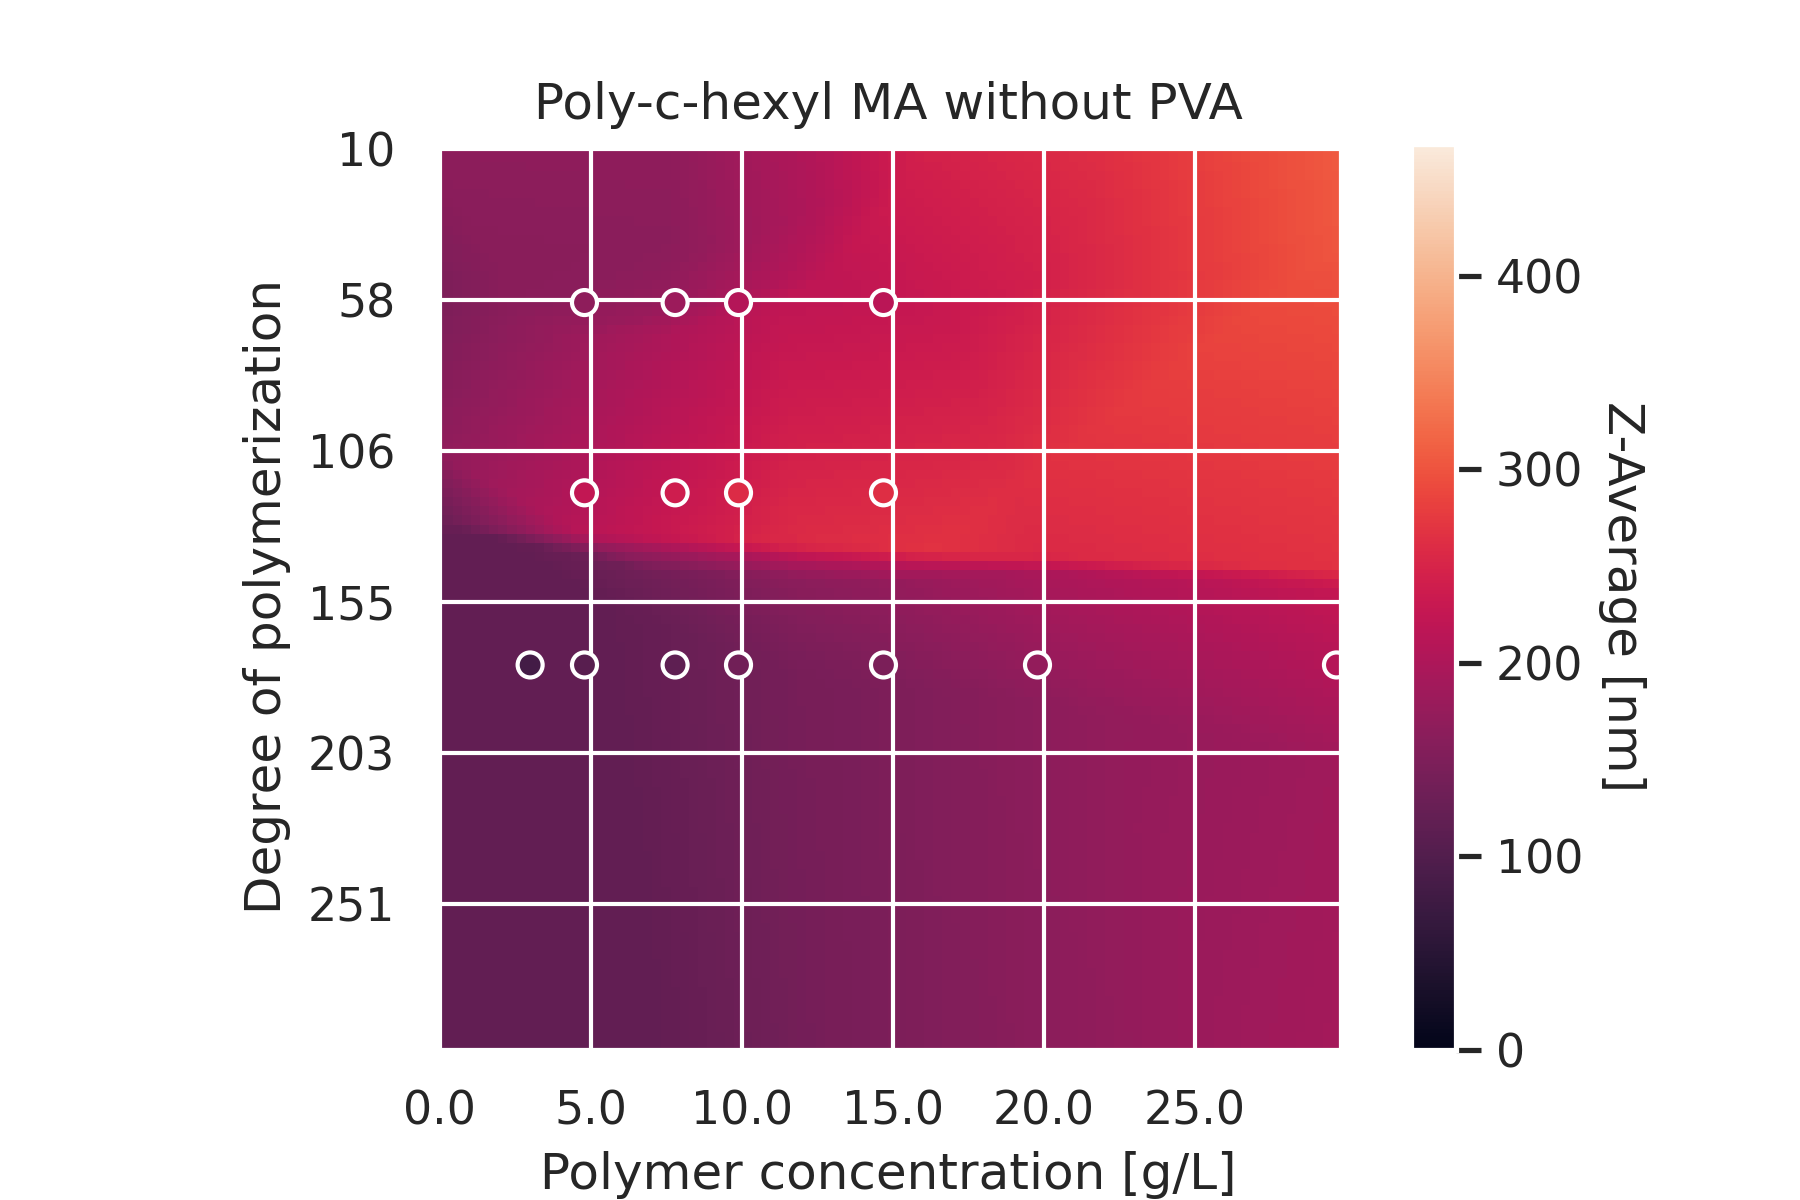 Poly-c-hexyl MA without PVA
10
58
106
155
203
251
Degree of polymerization
0.0 5.0 10.0 15.0 20.0 25.0
Polymer concentration [g/L]
400
300
200
100
0
Z-Average [nm]